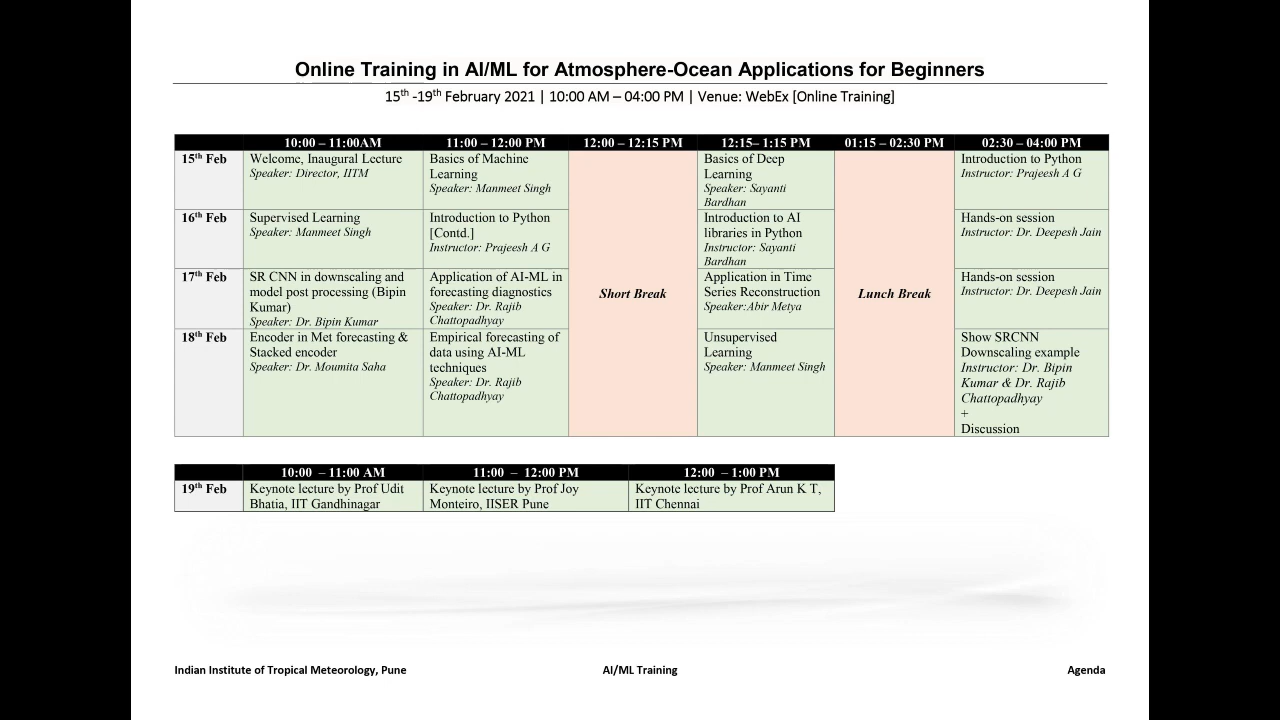 Online Training in AI/ML for Atmosphere-Ocean Applications for Beginners
15th -19th February 2021 | 10:00 AM – 04:00 PM | Venue: WebEx [Online Training]
10:00 – 11:00AM
11:00 – 12:00 PM
12:00 – 12:15 PM
12:15– 1:15 PM
01:15 – 02:30 PM
02:30 – 04:00 PM
15th Feb
Welcome, Inaugural Lecture
Speaker: Director, IITM
Basics of Machine
Learning
Speaker: Manmeet Singh
Short Break
Basics of Deep
Learning
Speaker: Sayanti
Bardhan
Lunch Break
Introduction to Python
Instructor: Prajeesh A G
16th Feb
Supervised Learning
Speaker: Manmeet Singh
Introduction to Python
[Contd.]
Instructor: Prajeesh A G
Introduction to AI
libraries in Python
Instructor: Sayanti
Bardhan
Hands-on session
Instructor: Dr. Deepesh Jain
17th Feb
SR CNN in downscaling and
model post processing (Bipin
Kumar)
Speaker: Dr. Bipin Kumar
Application of AI-ML in
forecasting diagnostics
Speaker: Dr. Rajib
Chattopadhyay
Application in Time
Series Reconstruction
Speaker:Abir Metya
Hands-on session
Instructor: Dr. Deepesh Jain
18th Feb
Encoder in Met forecasting &
Stacked encoder
Speaker: Dr. Moumita Saha
Empirical forecasting of
data using AI-ML
techniques
Speaker: Dr. Rajib
Chattopadhyay
Unsupervised
Learning
Speaker: Manmeet Singh
Show SRCNN
Downscaling example
Instructor: Dr. Bipin
Kumar & Dr. Rajib
Chattopadhyay
+
Discussion
10:00 – 11:00 AM
11:00 – 12:00 PM
12:00 – 1:00 PM
19th Feb
Keynote lecture by Prof Udit
Bhatia, IIT Gandhinagar
Keynote lecture by Prof Joy
Monteiro, IISER Pune
Keynote lecture by Prof Arun K T,
IIT Chennai
Indian Institute of Tropical Meteorology, Pune
AI/ML Training
Agenda